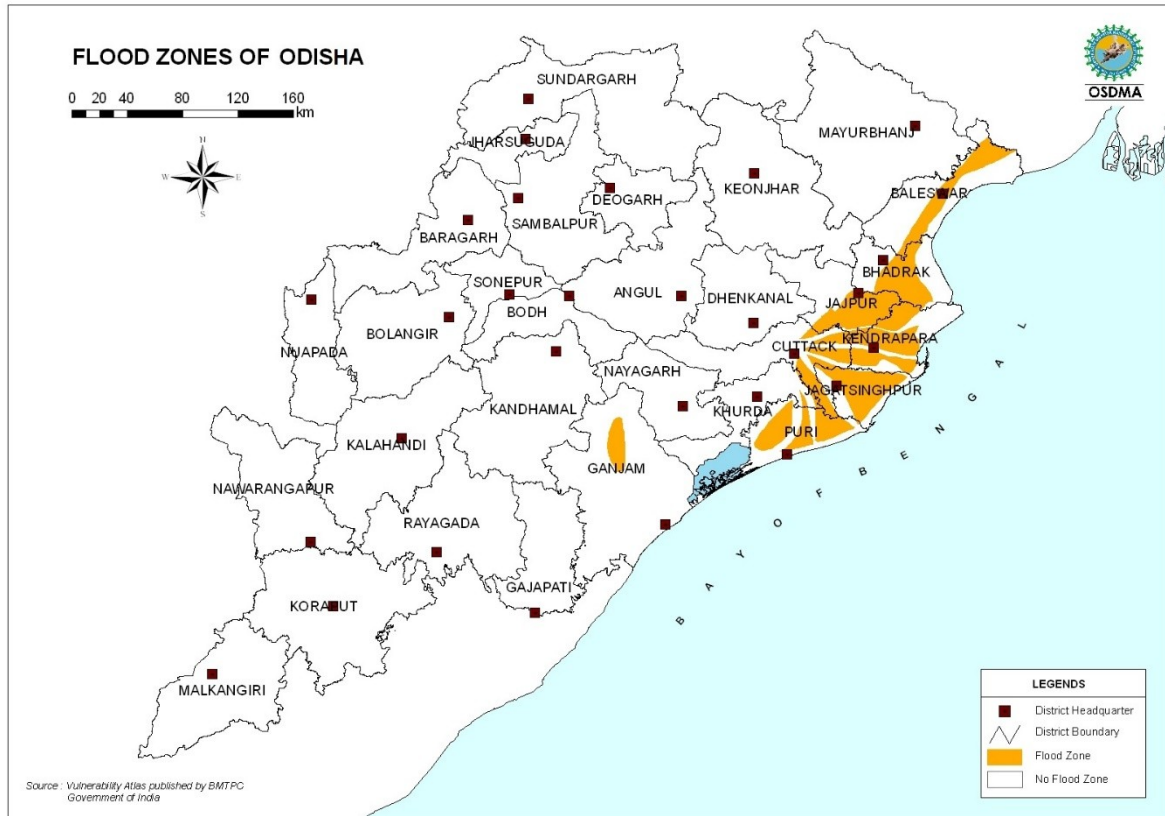 FLOOD ZONES OF ODISHA
0 20 40 80 120 160
km
N
W E
S
OSDMA
SUNDARGARH
JHARSUGUDA
MAYURBHANJ
KEONJHAR
DEOGARH
BALESWAR
SAMBALPUR
BARAGARH
BHADRAK
SONEPUR
ANGUL
DHENKANAL
JAJPUR
BODH
BOLANGIR
KENDRAPARA
CUTTACK
NUAPADA
NAYAGARH
JAGATSINGHPUR
KANDHAMAL
KHURDA
PURI
KALAHANDI
GANJAM
NAWARANGAPUR
RAYAGADA
GAJAPATI
KORAPUT
MALKANGIRI
BAY OF BENGAL
LEGENDS
District Headquarter
District Boundary
Flood Zone
No Flood Zone
Source : Vulnerability Atlas published by BMTPC
Government of India